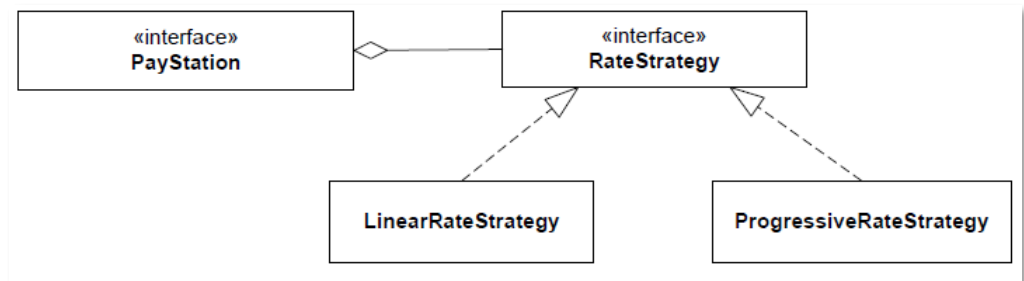 «interface»
PayStation
«interface»
RateStrategy
LinearRateStrategy
ProgressiveRateStrategy